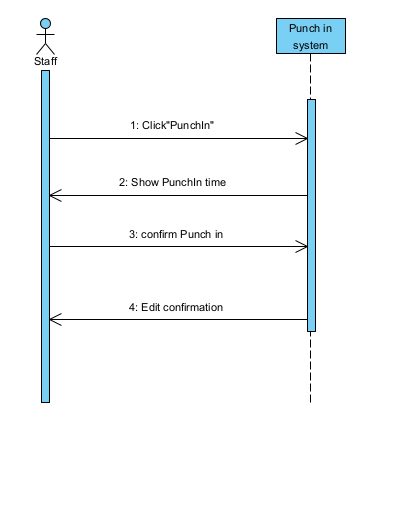 Punch in
system
Staff
1: Click"PunchIn"
2: Show PunchIn time
3: confirm Punch in
4: Edit confirmation